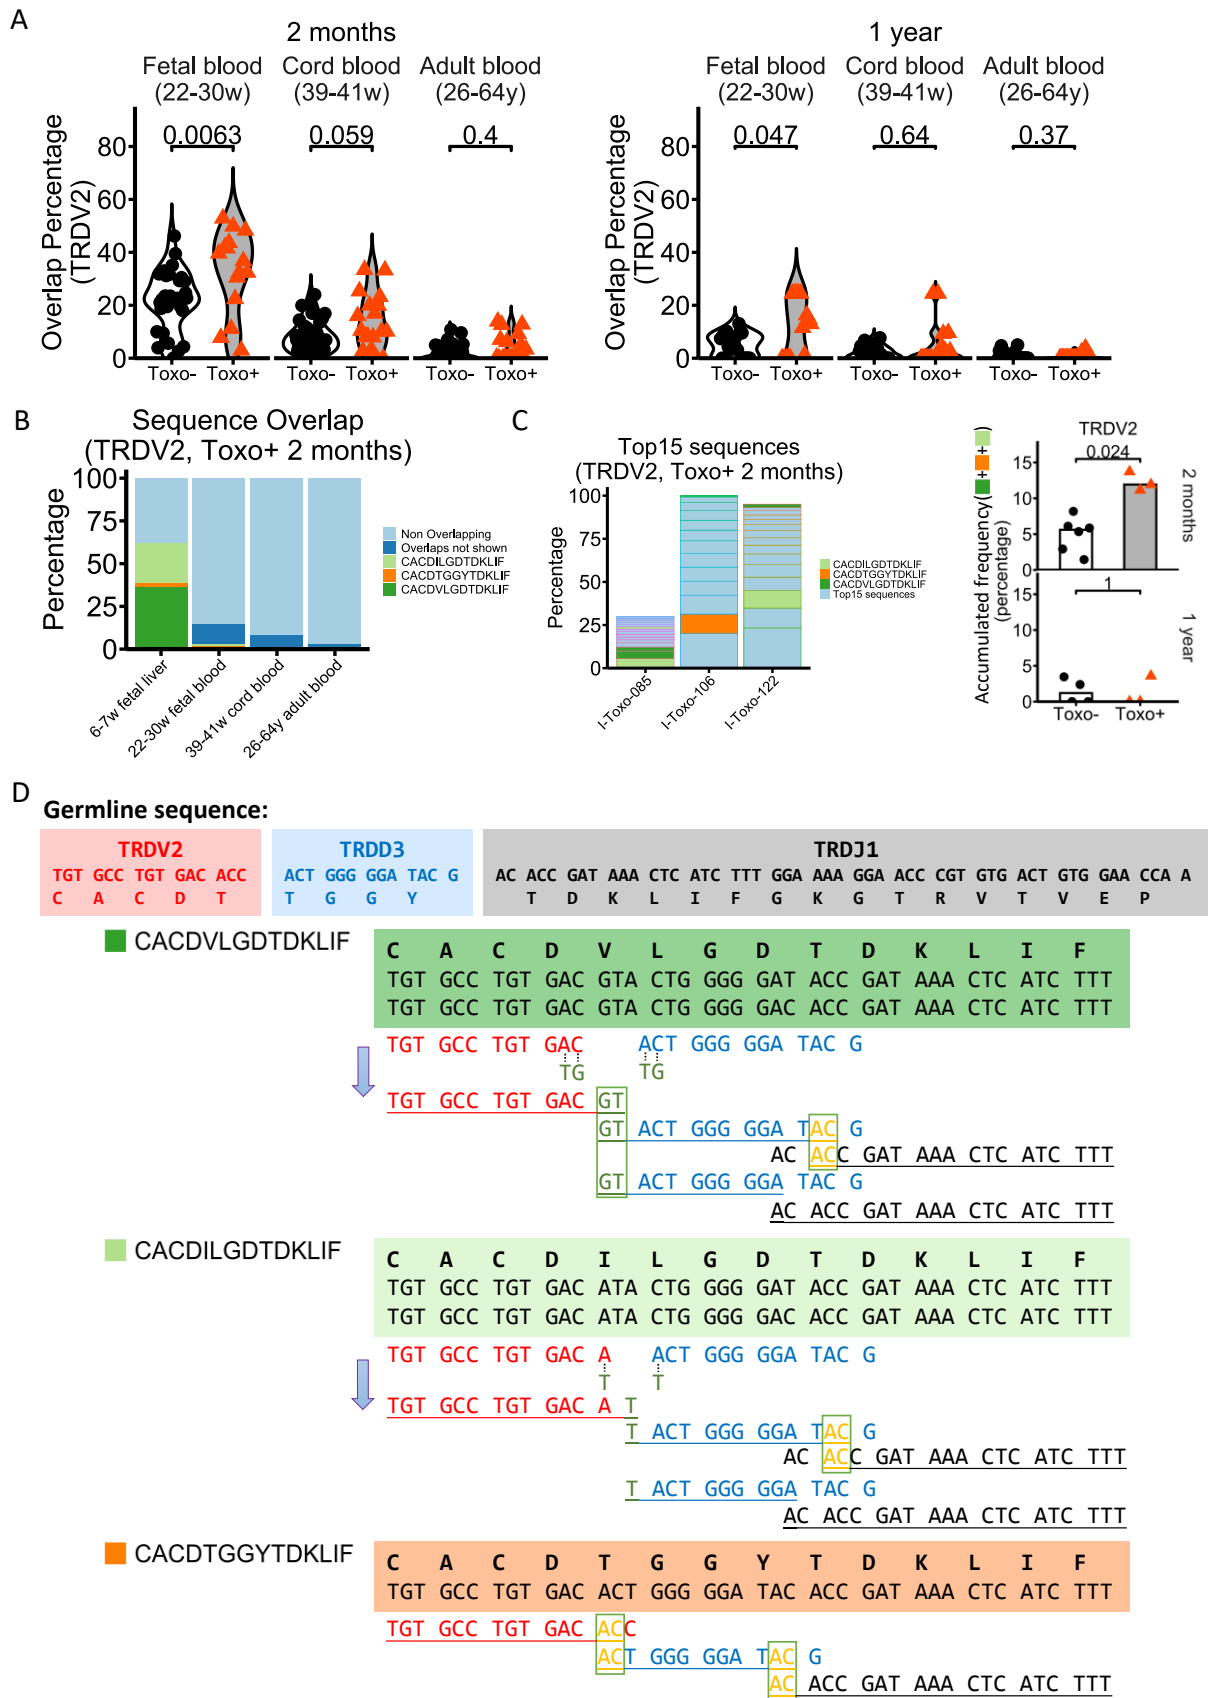 A
2 months
1 year
Fetal blood (22-30w)
Cord blood (39-41w)
Adult blood (26-64y)
Fetal blood (22-30w)
Cord blood (39-41w)
Adult blood (26-64y)
Overlap Percentage (TRDV2)
80
60
40
20
0
0.0063
0.059
0.4
Toxo-
Toxo+
Toxo-
Toxo+
Toxo-
Toxo+
Overlap Percentage (TRDV2)
80
60
40
20
0
0.047
0.64
0.37
Toxo-
Toxo+
Toxo-
Toxo+
Toxo-
Toxo+
B
Sequence Overlap
(TRDV2, Toxo+ 2 months)
Percentage
100
75
50
25
0
6-7w fetal liver
22-30w fetal blood
39-41w cord blood
26-64y adult blood
Non Overlapping
Overlaps not shown
CACDILGDTDKLIF
CACDTGGYTDKLIF
CACDVLGDTDKLIF
C
Top15 sequences
(TRDV2, Toxo+ 2 months)
Percentage
100
75
50
25
0
I-Toxo-085
I-Toxo-106
I-Toxo-122
CACDILGDTDKLIF
CACDTGGYTDKLIF
CACDVLGDTDKLIF
Top15 sequences
Accumulated frequency( + + )
(percentage)
TRDV2
0.024
15
10
5
0
2 months
1
15
10
5
0
1 year
Toxo-
Toxo+
D
Germline sequence:
TRDV2
TGT GCC TGT GAC ACC
C A C D T
TRDD3
ACT GGG GGA TAC G
T G G Y
TRDJ1
AC ACC GAT AAA CTC ATC TTT GGA AAA GGA ACC CGT GTG ACT GTG GAA CCA A
T D K L I F G K G T R V T V E P
CACDVLGDTDKLIF
C A C D V L G D T D K L I F
TGT GCC TGT GAC GTA CTG GGG GAT ACC GAT AAA CTC ATC TTT
TGT GCC TGT GAC GTA CTG GGG GAC ACC GAT AAA CTC ATC TTT
TGT GCC TGT GAC ACT GGG GGA TAC G
TG TG
TGT GCC TGT GAC GT
GT ACT GGG GGA TAC G
AC ACC GAT AAA CTC ATC TTT
GT ACT GGG GGA TAC G
AC ACC GAT AAA CTC ATC TTT
CACDILGDTDKLIF
C A C D I L G D T D K L I F
TGT GCC TGT GAC ATA CTG GGG GAT ACC GAT AAA CTC ATC TTT
TGT GCC TGT GAC ATA CTG GGG GAC ACC GAT AAA CTC ATC TTT
TGT GCC TGT GAC A ACT GGG GGA TAC G
T T
TGT GCC TGT GAC A T
T ACT GGG GGA TAC G
AC ACC GAT AAA CTC ATC TTT
T ACT GGG GGA TAC G
AC ACC GAT AAA CTC ATC TTT
CACDTGGYTDKLIF
C A C D T G G Y T D K L I F
TGT GCC TGT GAC ACT GGG GGA TAC ACC GAT AAA CTC ATC TTT
TGT GCC TGT GAC ACC
ACT GGG GGA TAC G
AC ACC GAT AAA CTC ATC TTT